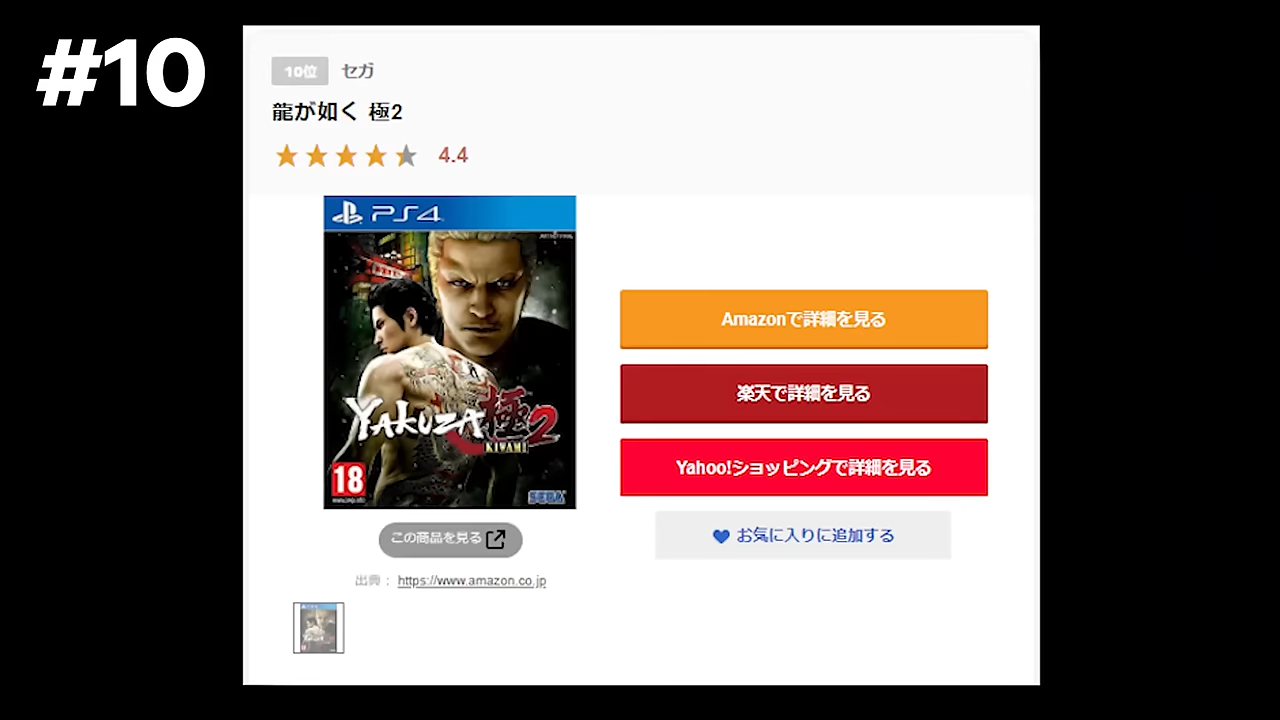 #10
10位 セガ
龍が如く 極2
4.4
PS4
YAKUZA 極2
KIWAMI
18
SEGA
Amazonで詳細を見る
楽天で詳細を見る
Yahoo!ショッピングで詳細を見る
お気に入りに追加する
この商品を見る
出典： https://www.amazon.co.jp